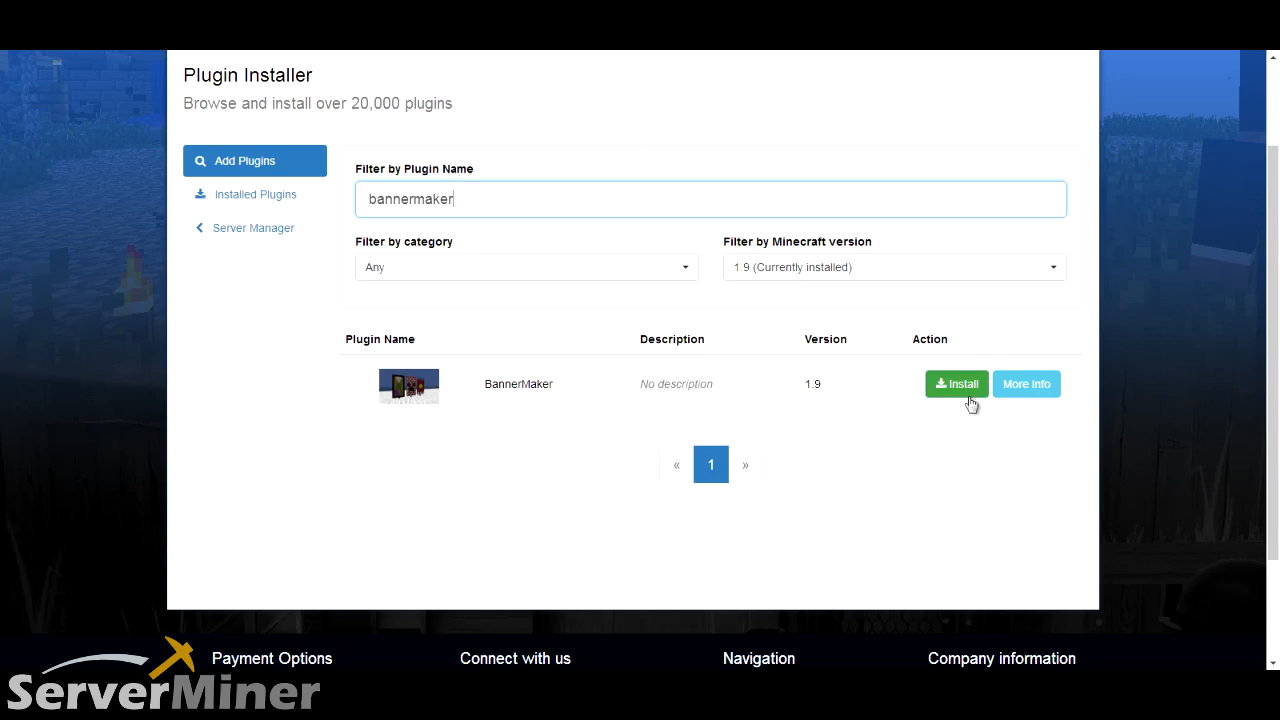 Plugin Installer
Browse and install over 20,000 plugins
Add Plugins
Installed Plugins
Server Manager
Filter by Plugin Name
bannermaker
Filter by category
Filter by Minecraft version
Any
1.9 (Currently installed)
Plugin Name Description Version Action
BannerMaker No description 1.9 Install More Info
« 1 »
Payment Options Connect with us Navigation Company information
ServerMiner